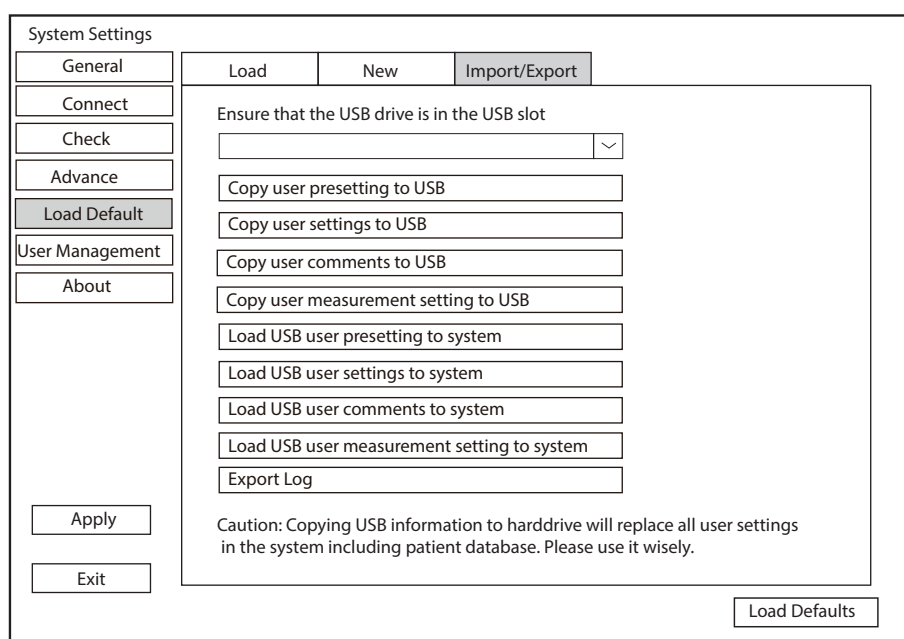 System Settings
General
Connect
Check
Advance
Load Default
User Management
About
Apply
Exit
Load
New
Import/Export
Ensure that the USB drive is in the USB slot
Copy user presetting to USB
Copy user settings to USB
Copy user comments to USB
Copy user measurement setting to USB
Load USB user presetting to system
Load USB user settings to system
Load USB user comments to system
Load USB user measurement setting to system
Export Log
Caution: Copying USB information to harddrive will replace all user settings
in the system including patient database. Please use it wisely.
Load Defaults